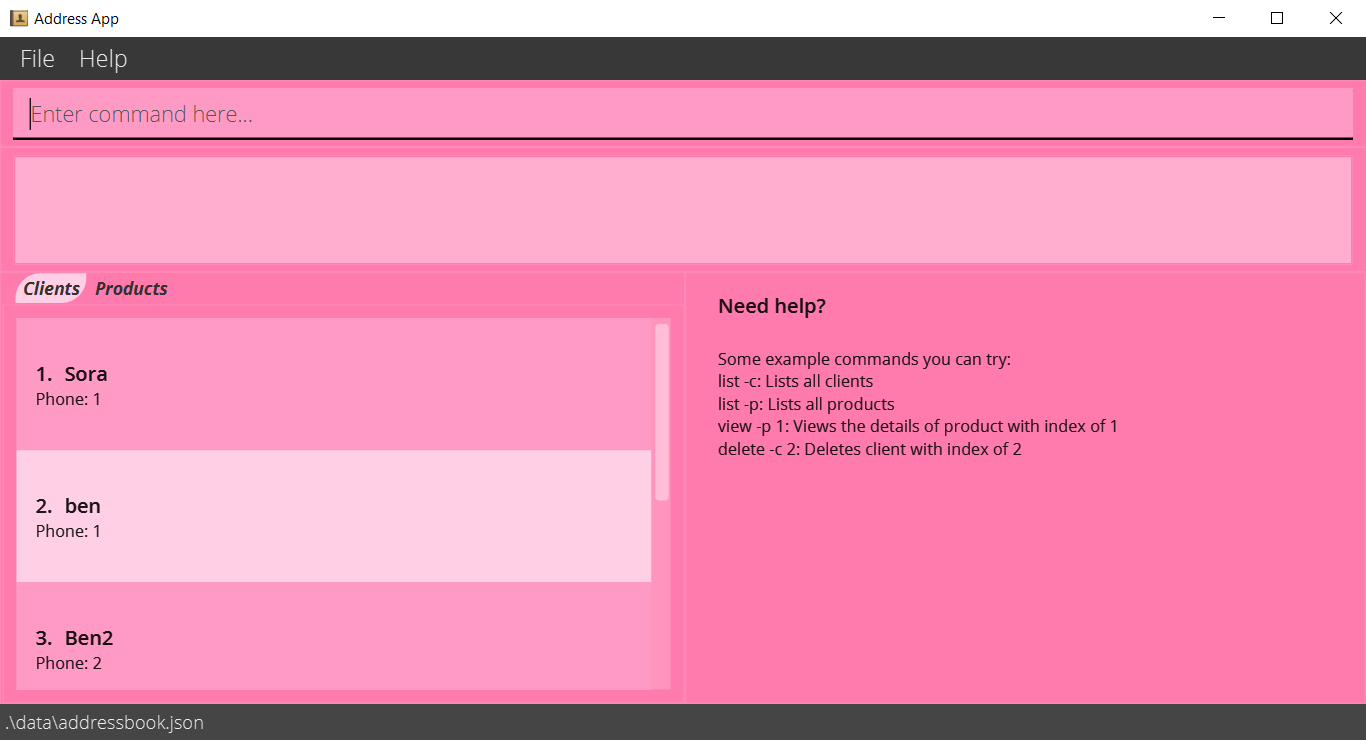 Address App
File Help
Enter command here...
Clients Products
1. Sora
Phone: 1
2. ben
Phone: 1
3. Ben2
Phone: 2
Need help?
Some example commands you can try:
list -c: Lists all clients
list -p: Lists all products
view -p 1: Views the details of product with index of 1
delete -c 2: Deletes client with index of 2
.\data\addressbook.json